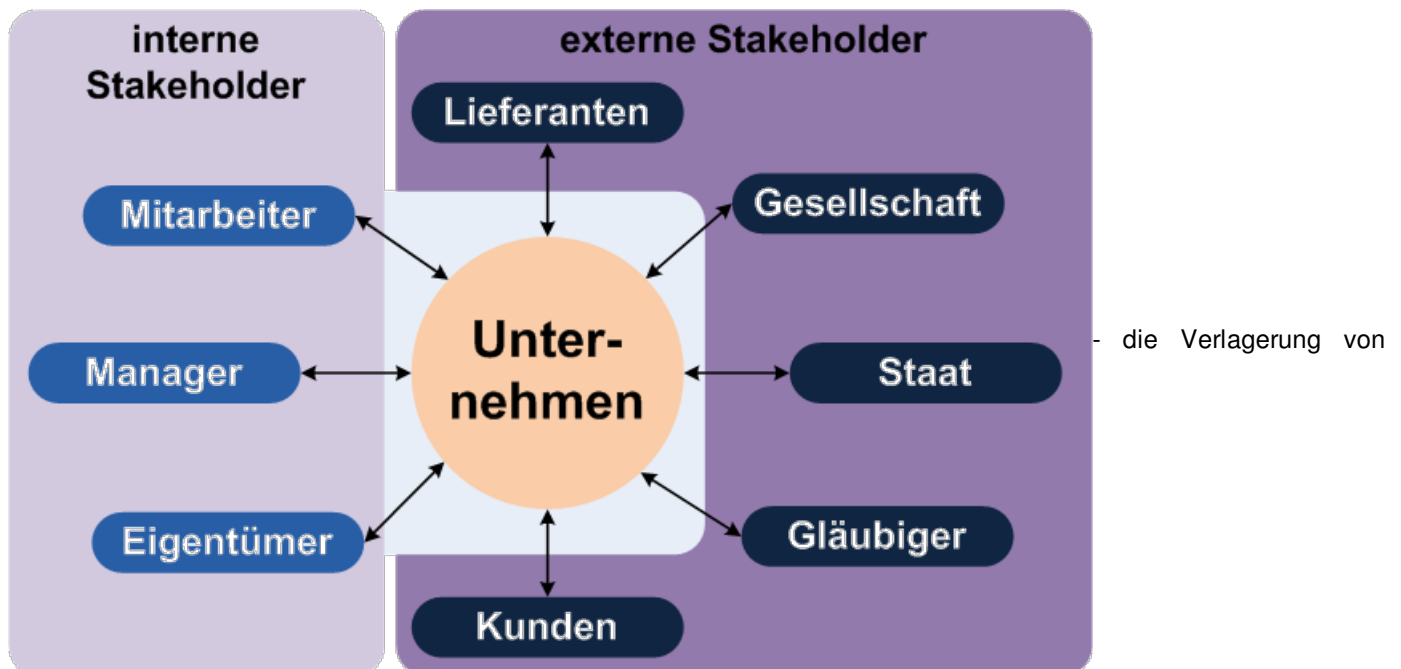 interne
Stakeholder
externe Stakeholder
Lieferanten
Mitarbeiter
Gesellschaft
Unter-
nehmen
Manager
Staat
- die Verlagerung von
Eigentümer
Gläubiger
Kunden